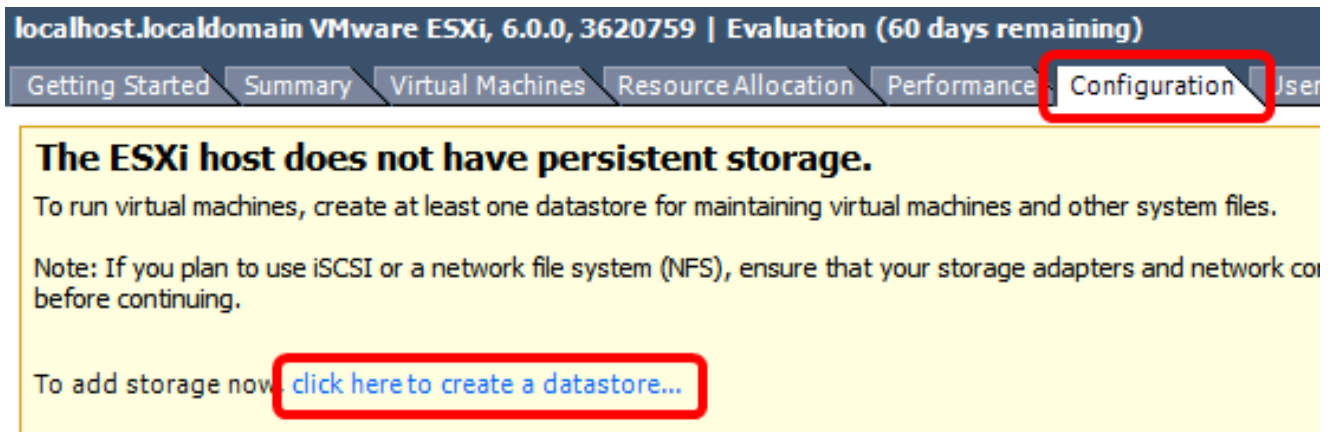 localhost.localdomain VMware ESXi, 6.0.0, 3620759 | Evaluation (60 days remaining)
Getting Started Summary Virtual Machines Resource Allocation Performance Configuration User
The ESXi host does not have persistent storage.
To run virtual machines, create at least one datastore for maintaining virtual machines and other system files.
Note: If you plan to use iSCSI or a network file system (NFS), ensure that your storage adapters and network
before continuing.
To add storage now, click here to create a datastore...